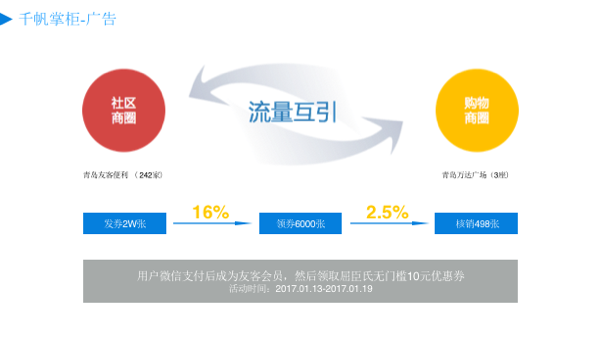 千帆掌柜-广告
社区
商圈
流量互引
购物
商圈
青岛友客便利 （242家)
青岛万达广场（3座）
发券2W张
16%
领券6000张
2.5%
核销498张
用户微信支付后成为友客会员，然后领取屈臣氏无门槛10元优惠券
活动时间：2017.01.13-2017.01.19